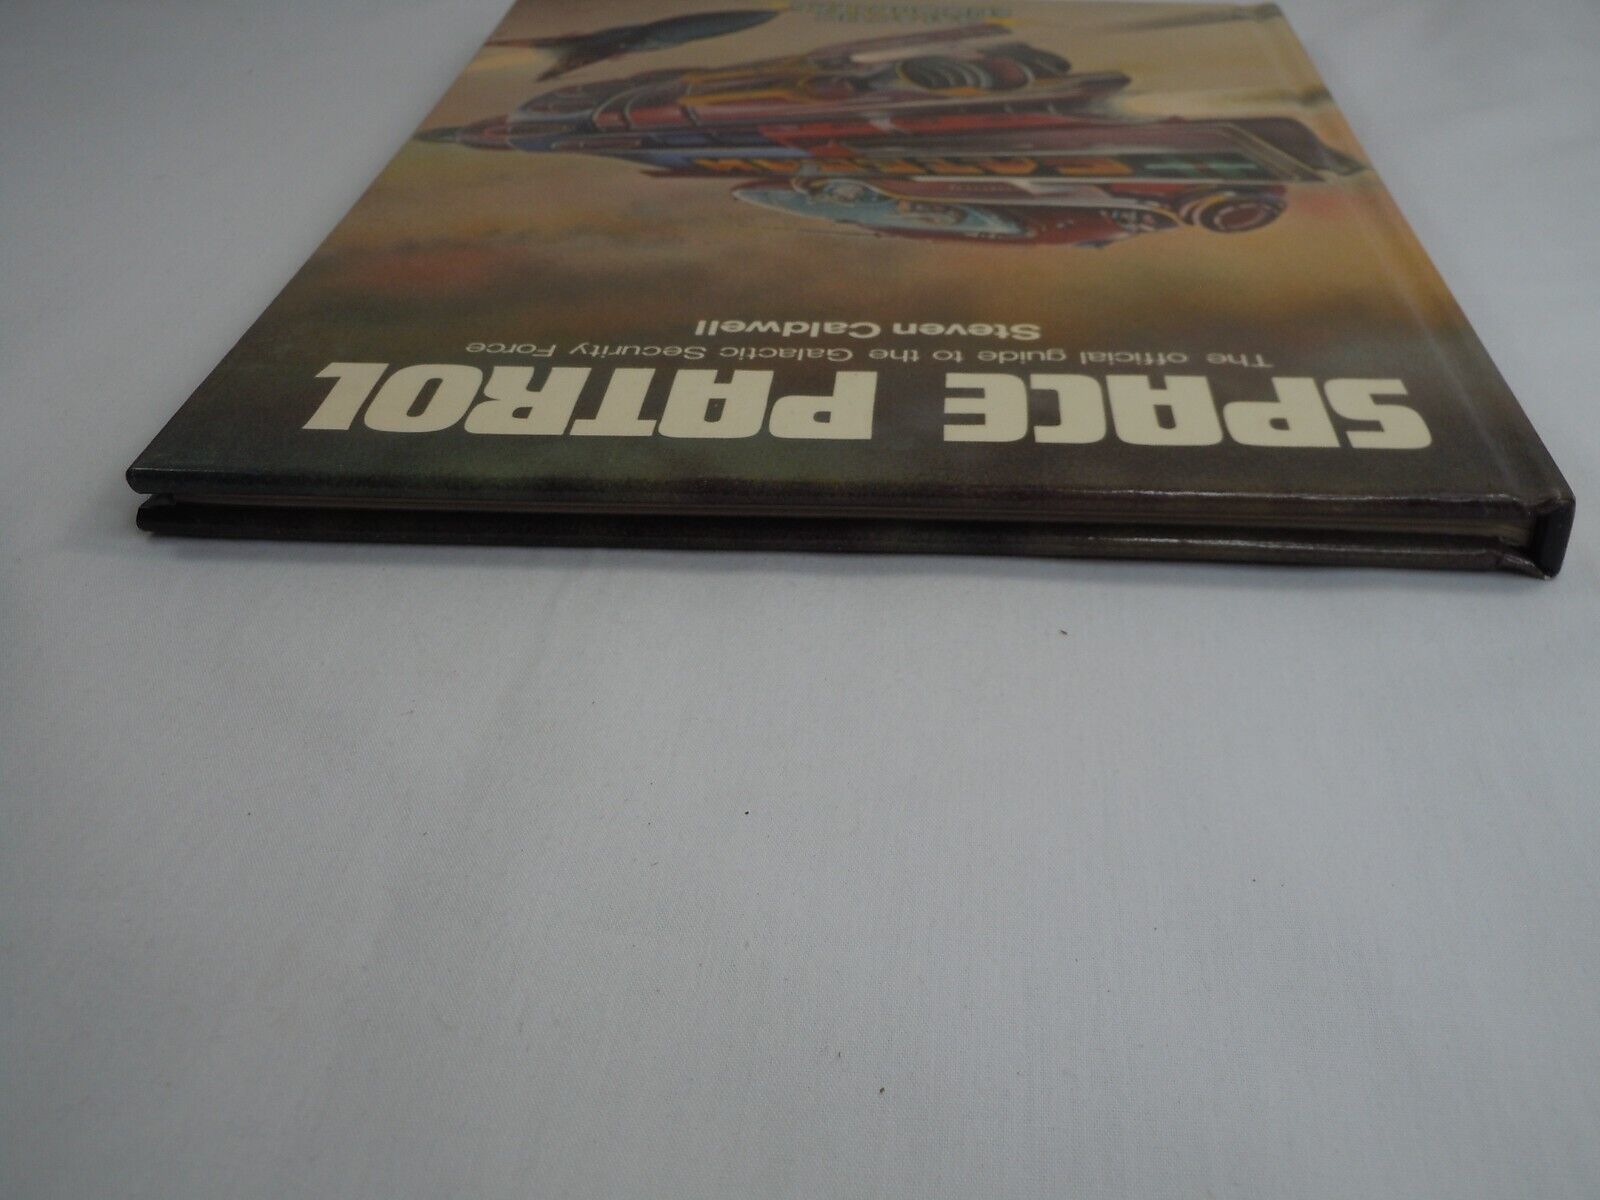 SPACE PATROL
The official guide to the Galactic Security Force
Steven Caldwell